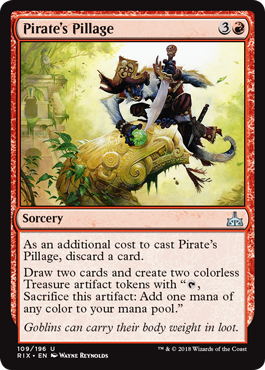 Pirate's Pillage 3
Sorcery
As an additional cost to cast Pirate's
Pillage, discard a card.
Draw two cards and create two colorless
Treasure artifact tokens with “,
Sacrifice this artifact: Add one mana of
any color to your mana pool.”
Goblins can carry their body weight in loot.
109/196 U
RIX • EN Wayne Reynolds
™ & © 2018 Wizards of the Coast